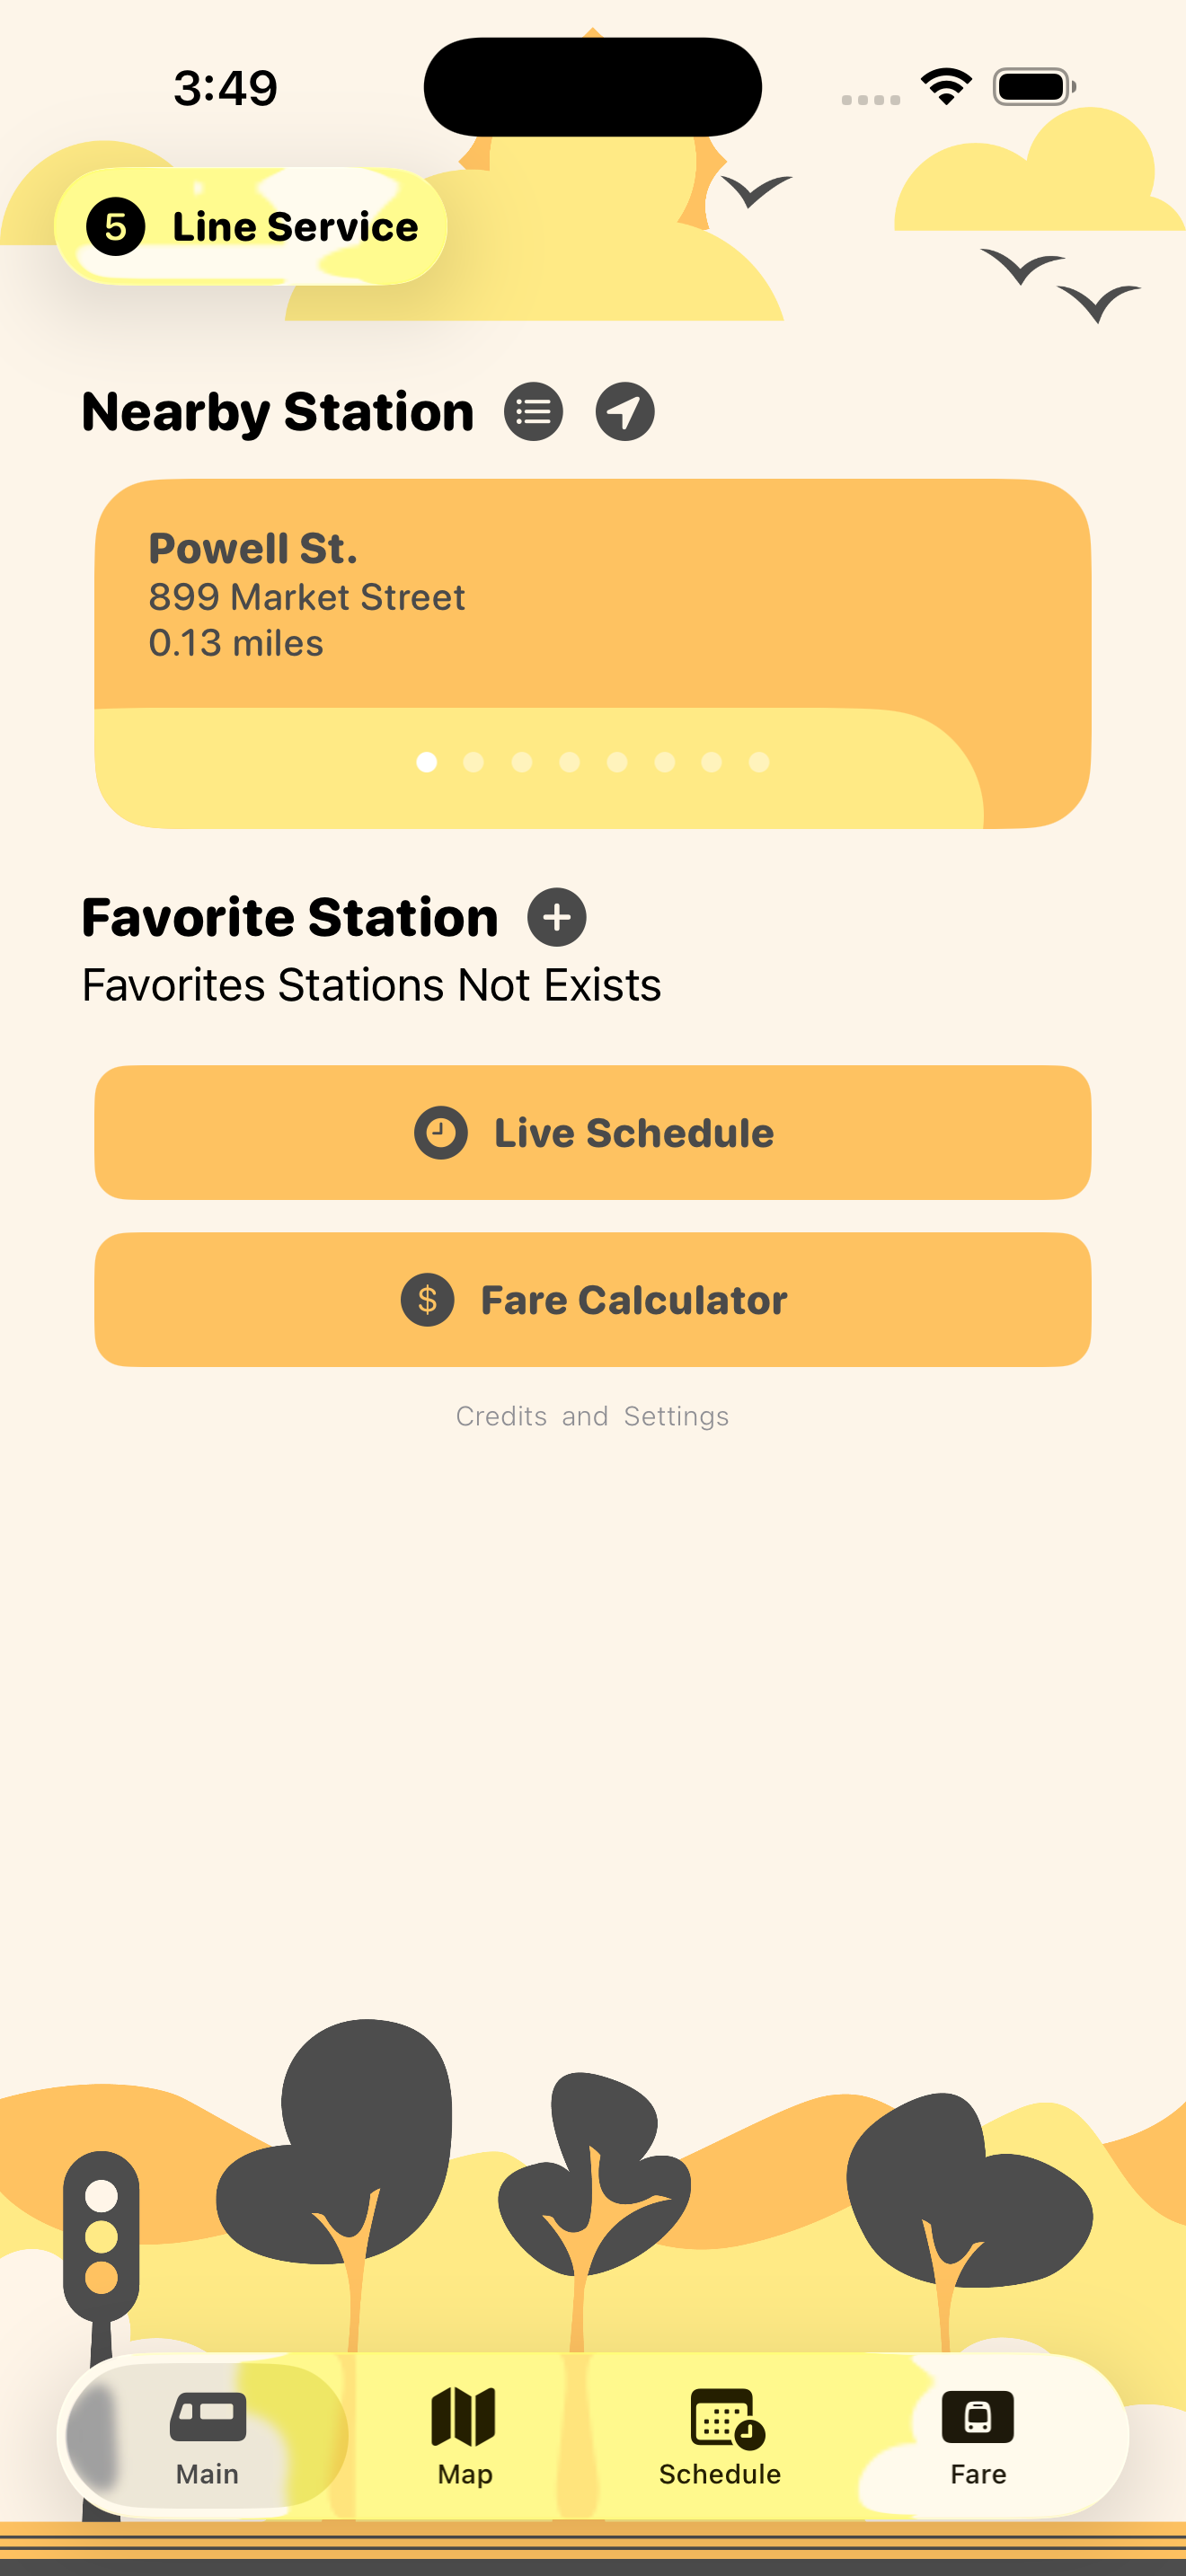 3:49
5 Line Service
Nearby Station
Powell St.
899 Market Street
0.13 miles
Favorite Station
Favorites Stations Not Exists
Live Schedule
$ Fare Calculator
Credits and Settings
Main Map Schedule Fare